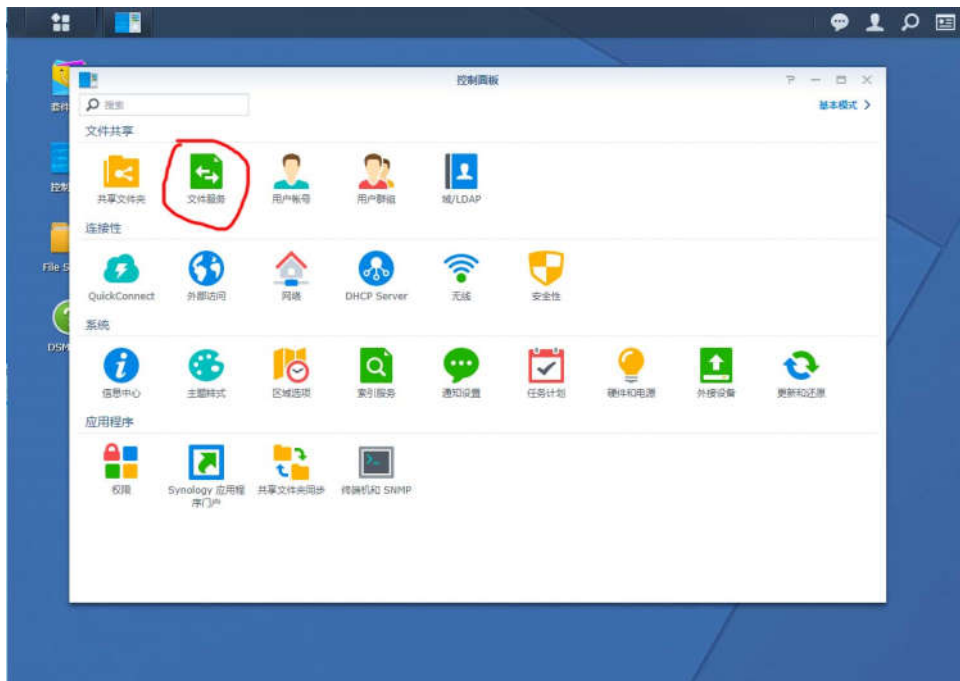 控制面板
搜索
基本模式
文件共享
共享文件夹
文件服务
用户帐号
用户群组
域/LDAP
连接性
QuickConnect
外部访问
网络
DHCP Server
无线
安全性
系统
信息中心
主题样式
区域选项
索引服务
通知设置
任务计划
硬件和电源
外接设备
更新和还原
应用程序
权限
Synology 应用程
序门户
共享文件夹同步
终端机和 SNMP
套件
控制
File S
DSM